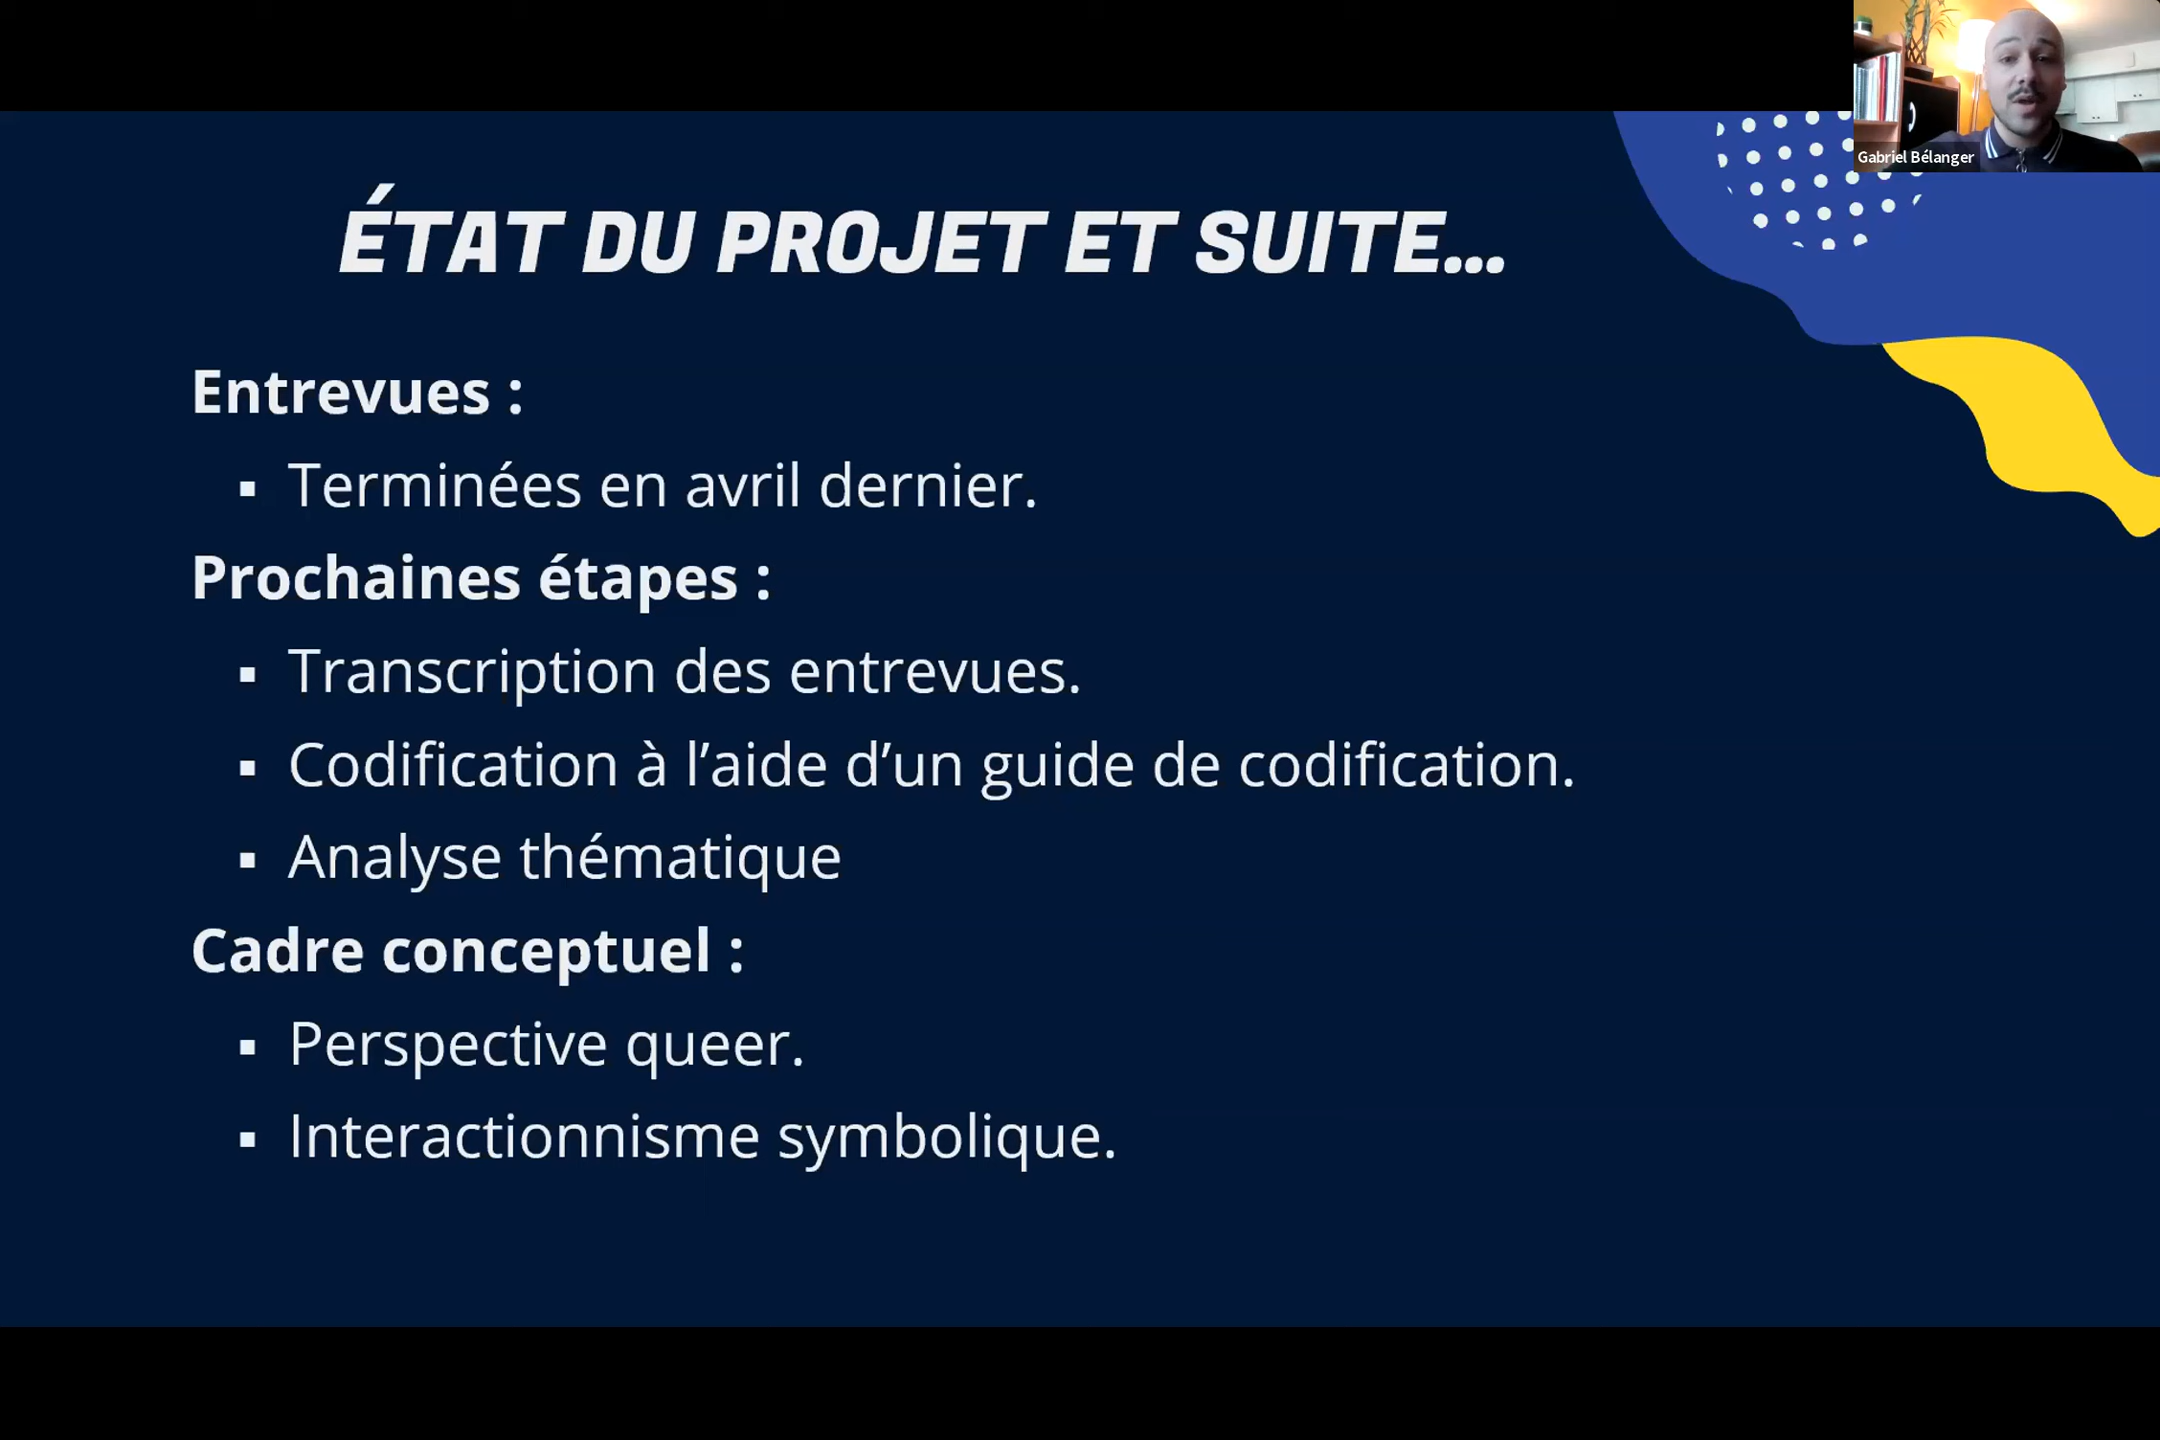 Gabriel Bélanger
ÉTAT DU PROJET ET SUITE...
Entrevues :
▪ Terminées en avril dernier.
Prochaines étapes :
▪ Transcription des entrevues.
▪ Codification à l’aide d’un guide de codification.
▪ Analyse thématique
Cadre conceptuel :
▪ Perspective queer.
▪ Interactionnisme symbolique.